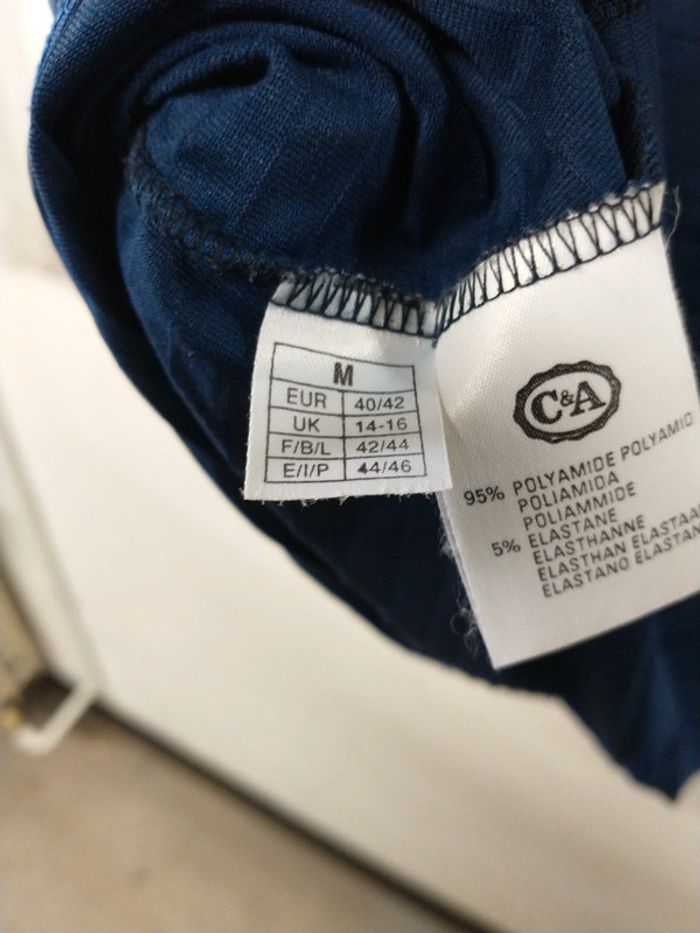 M
EUR 40/42
UK 14-16
F/B/L 42/44
E/I/P 44/46
C&A
95% POLYAMIDE POLYAMID
POLIAMIDA
POLIAMMIDE
5% ELASTANE
ELASTHANNE
ELASTHAN ELASTAA
ELASTANO ELASTAN